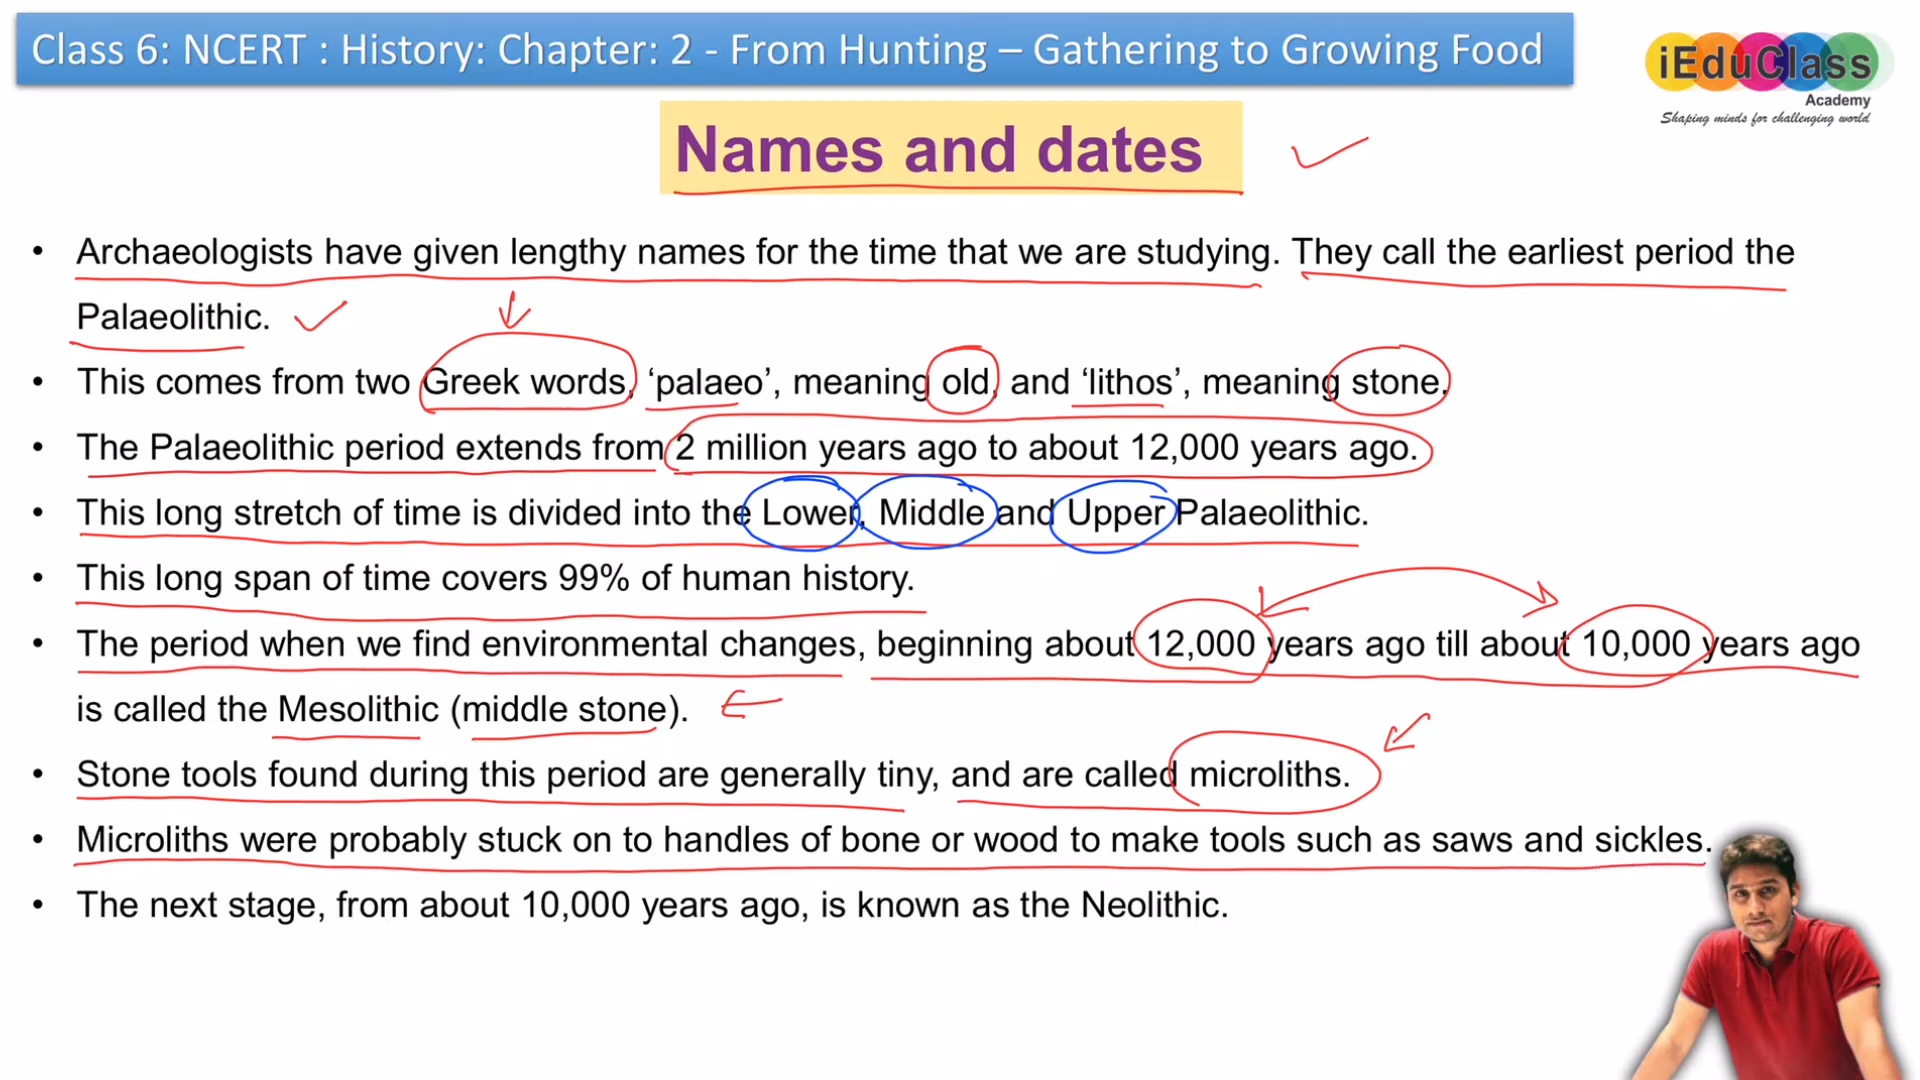 Class 6: NCERT : History: Chapter: 2 - From Hunting – Gathering to Growing Food
iEduClass
Academy
Shaping minds for challenging world
Names and dates
• Archaeologists have given lengthy names for the time that we are studying. They call the earliest period the
Palaeolithic.
• This comes from two Greek words, ‘palaeo’, meaning old, and ‘lithos’, meaning stone.
• The Palaeolithic period extends from 2 million years ago to about 12,000 years ago.
• This long stretch of time is divided into the Lower, Middle and Upper Palaeolithic.
• This long span of time covers 99% of human history.
• The period when we find environmental changes, beginning about 12,000 years ago till about 10,000 years ago
is called the Mesolithic (middle stone).
• Stone tools found during this period are generally tiny, and are called microliths.
• Microliths were probably stuck on to handles of bone or wood to make tools such as saws and sickles.
• The next stage, from about 10,000 years ago, is known as the Neolithic.